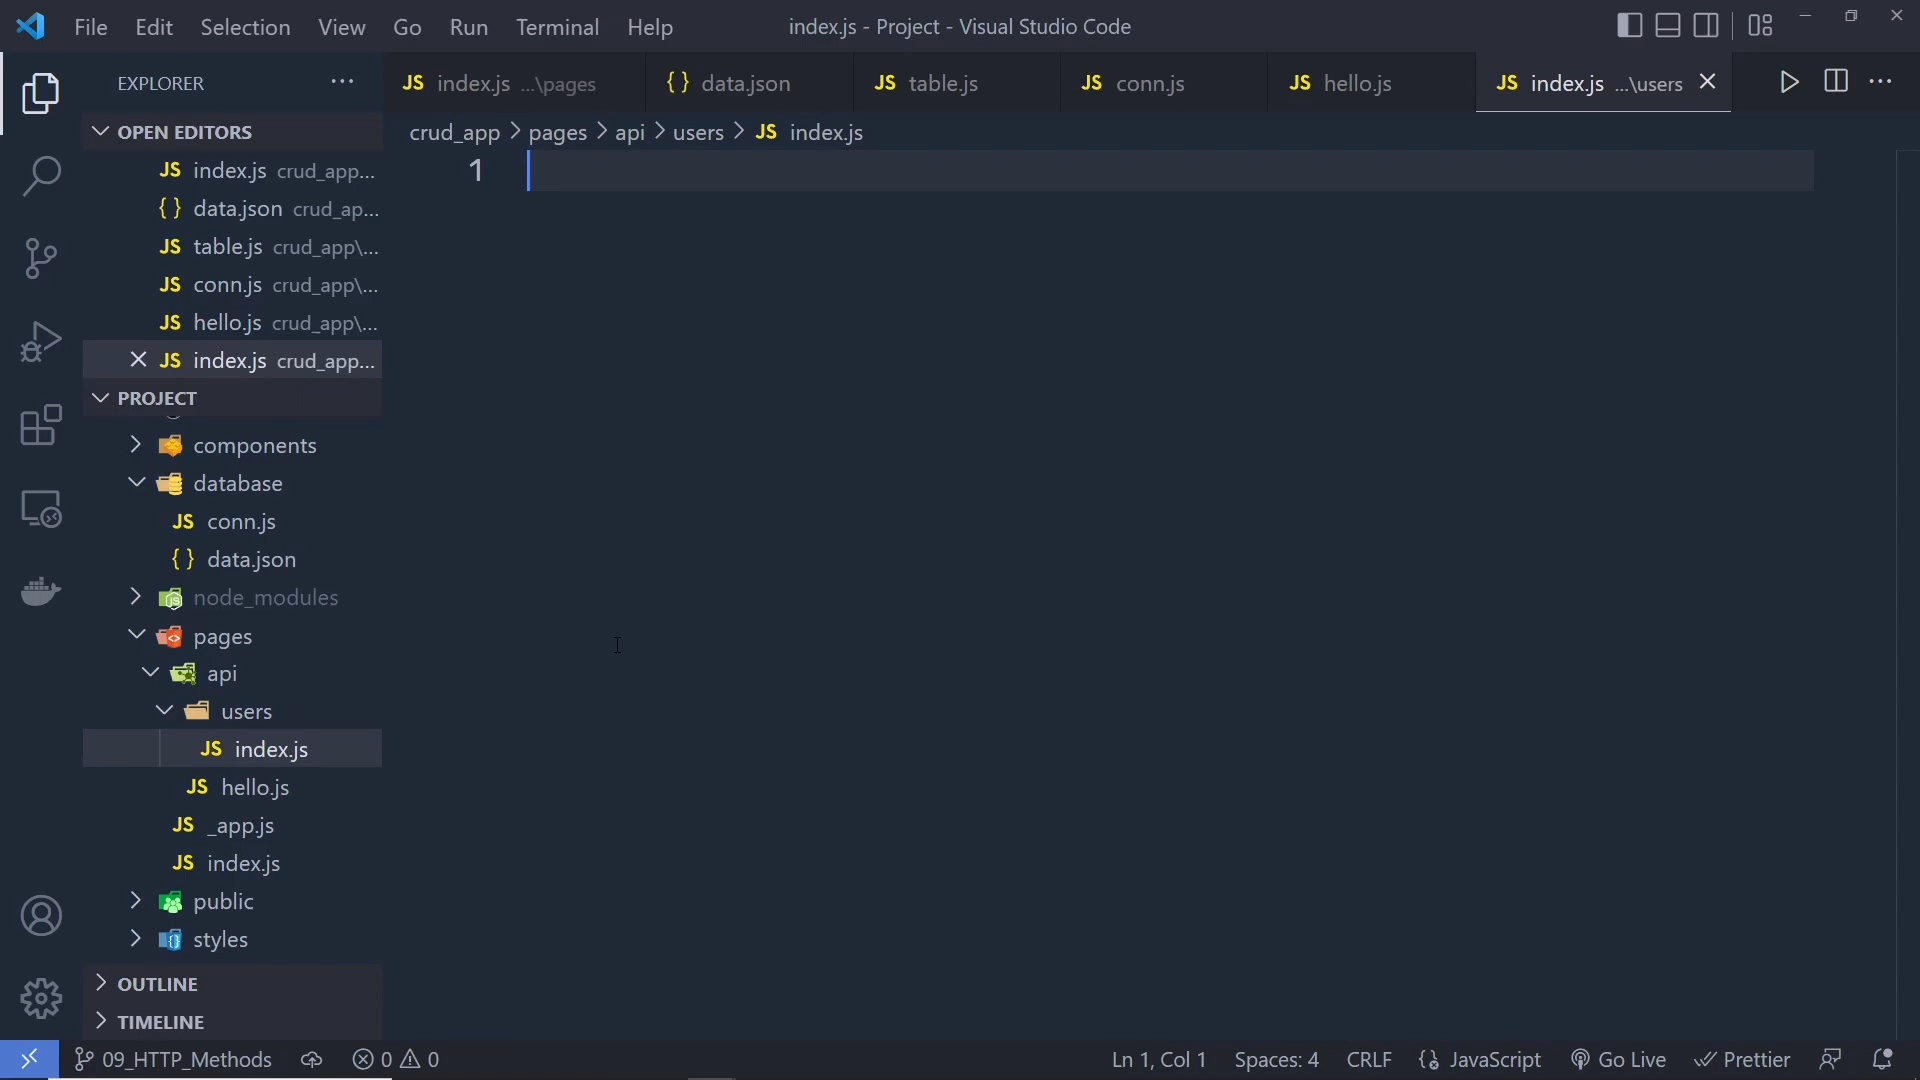 File Edit Selection View Go Run Terminal Help index.js - Project - Visual Studio Code
EXPLORER
JS index.js ...\pages { } data.json JS table.js JS conn.js JS hello.js JS index.js ...\users
OPEN EDITORS
crud_app > pages > api > users > JS index.js
1
JS index.js crud_app...
{ } data.json crud_ap...
JS table.js crud_app\...
JS conn.js crud_app\...
JS hello.js crud_app\...
JS index.js crud_app...
PROJECT
components
database
JS conn.js
{ } data.json
node_modules
pages
api
users
JS index.js
JS hello.js
JS _app.js
JS index.js
public
styles
OUTLINE
TIMELINE
09_HTTP_Methods 0 0 Ln 1, Col 1 Spaces: 4 CRLF JavaScript Go Live Prettier